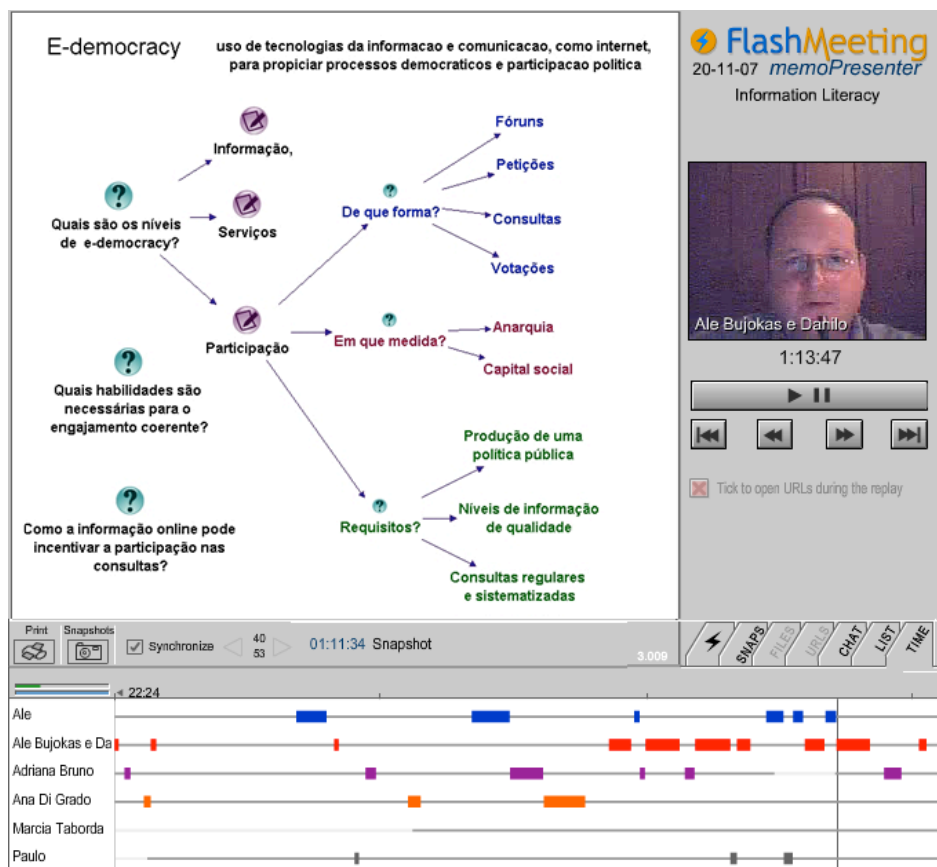 E-democracy
uso de tecnologias da informacao e comunicacao, como internet,
para propiciar processos democraticos e participacao politica
Informação,
Quais são os níveis
de e-democracy?
Serviços
Participação
Quais habilidades são
necessárias para o
engajamento coerente?
Como a informação online pode
incentivar a participação nas
consultas?
De que forma?
Fóruns
Petições
Consultas
Votações
Em que medida?
Anarquia
Capital social
Requisitos?
Produção de uma
política pública
Níveis de informação
de qualidade
Consultas regulares
e sistematizadas
FlashMeeting
20-11-07 memoPresenter
Information Literacy
Ale Bujokas e Danilo
1:13:47
Tick to open URLs during the replay
Print
Snapshots
Synchronize
40
53
01:11:34 Snapshot
3.009
SNAPS
FILES
URLS
CHAT
LIST
TIME
22:24
Ale
Ale Bujokas e Da
Adriana Bruno
Ana Di Grado
Marcia Taborda
Paulo